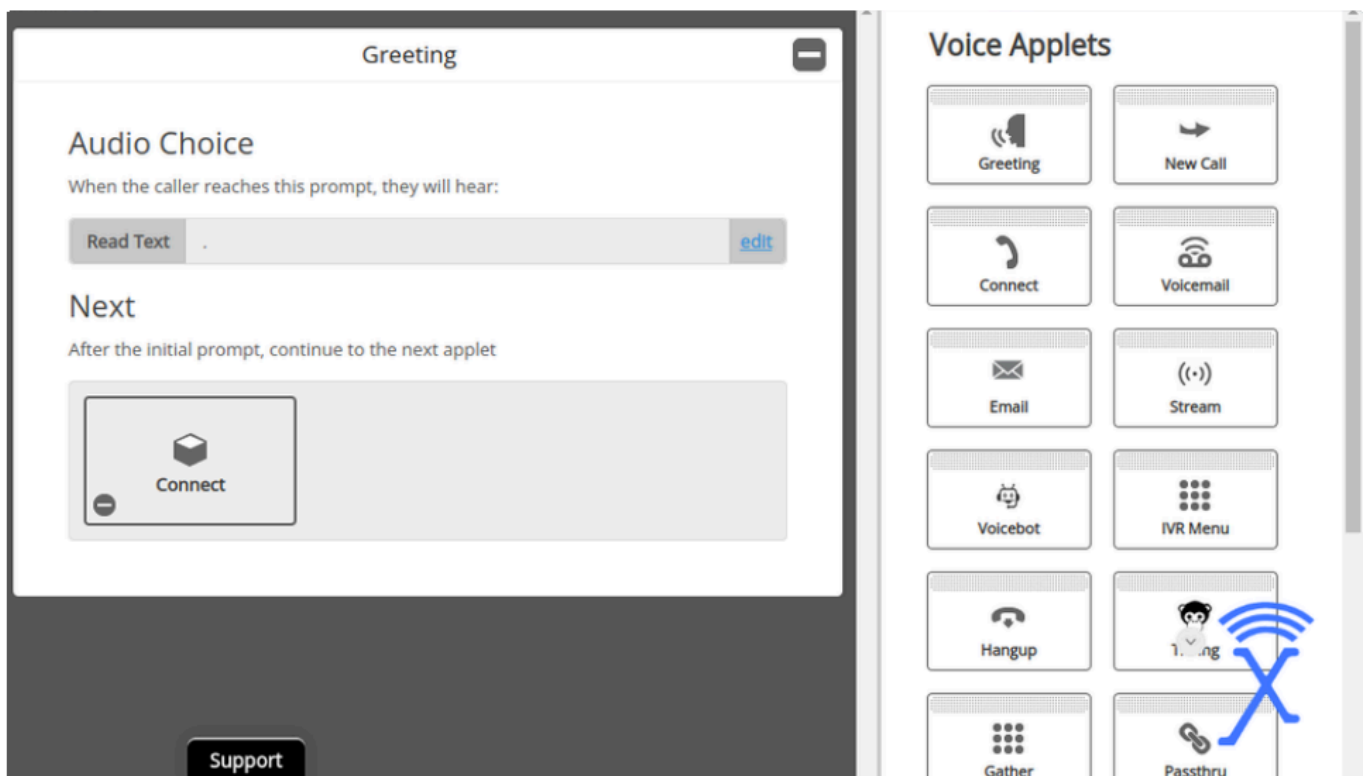 Greeting
Audio Choice
When the caller reaches this prompt, they will hear:
Read Text . edit
Next
After the initial prompt, continue to the next applet
Connect
Support
Voice Applets
Greeting New Call
Connect Voicemail
Email Stream
Voicebot IVR Menu
Hangup
Gather Passthru